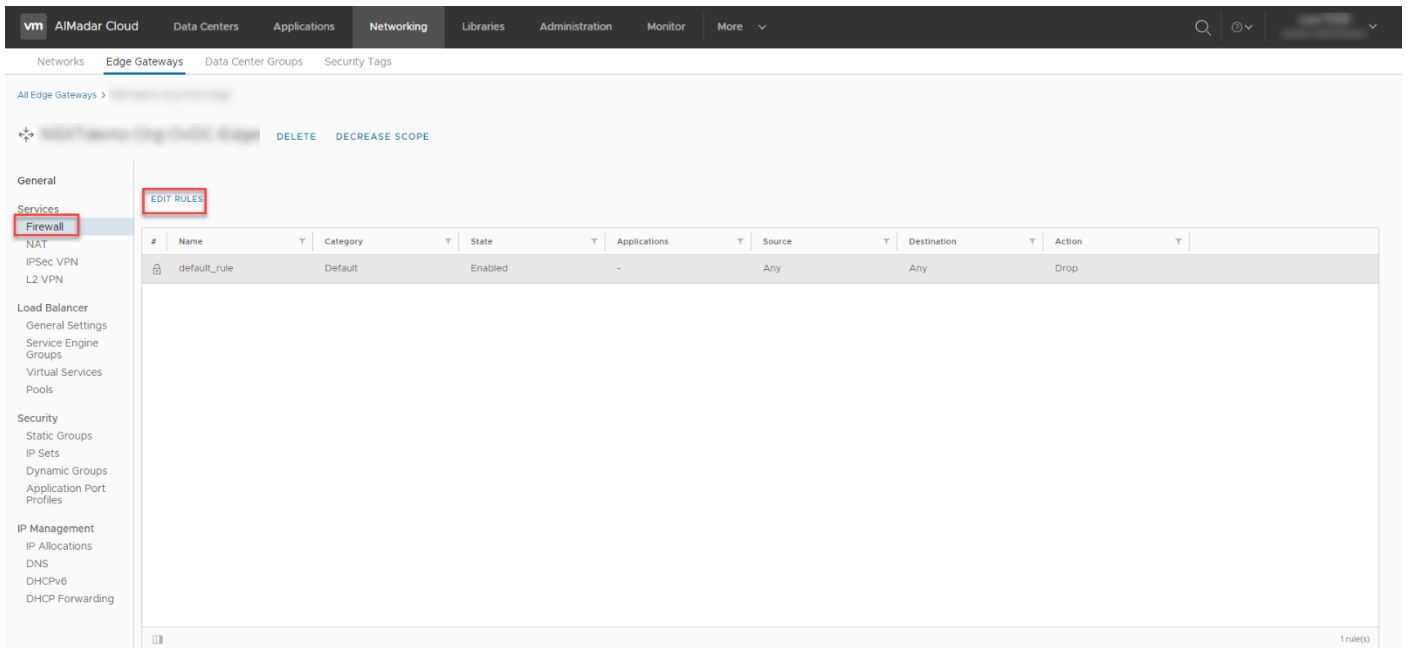 vm AlMadar Cloud Data Centers Applications Networking Libraries Administration Monitor More
Networks Edge Gateways Data Center Groups Security Tags
All Edge Gateways >
DELETE DECREASE SCOPE
General
Services
Firewall
NAT
IPSec VPN
L2 VPN
Load Balancer
General Settings
Service Engine
Groups
Virtual Services
Pools
Security
Static Groups
IP Sets
Dynamic Groups
Application Port
Profiles
IP Management
IP Allocations
DNS
DHCPv6
DHCP Forwarding
EDIT RULES
# Name Category State Applications Source Destination Action
default_rule Default Enabled - Any Any Drop
1 rule(s)